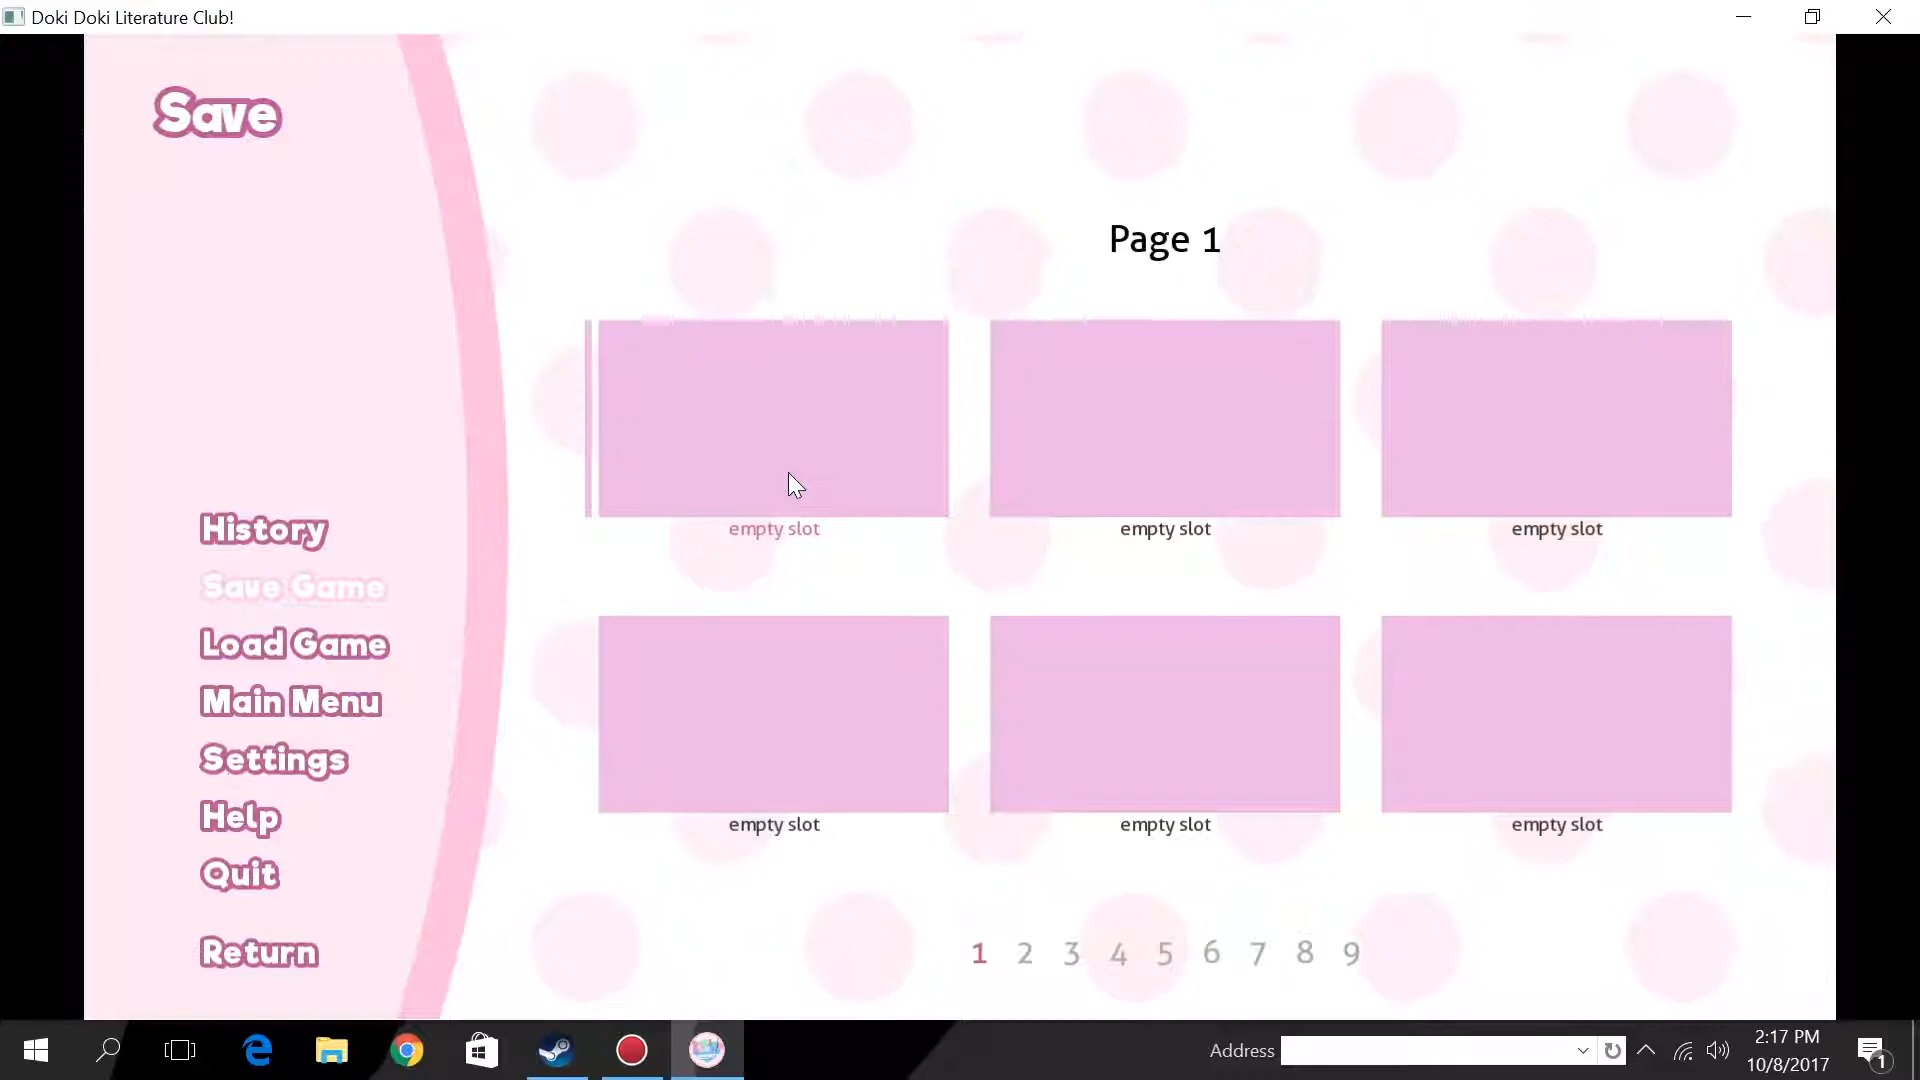 Doki Doki Literature Club!
Save
Page 1
empty slot empty slot empty slot
History
Save Game
Load Game
Main Menu
Settings
Help
Quit
Return
empty slot empty slot empty slot
1 2 3 4 5 6 7 8 9
Address
2:17 PM
10/8/2017
1